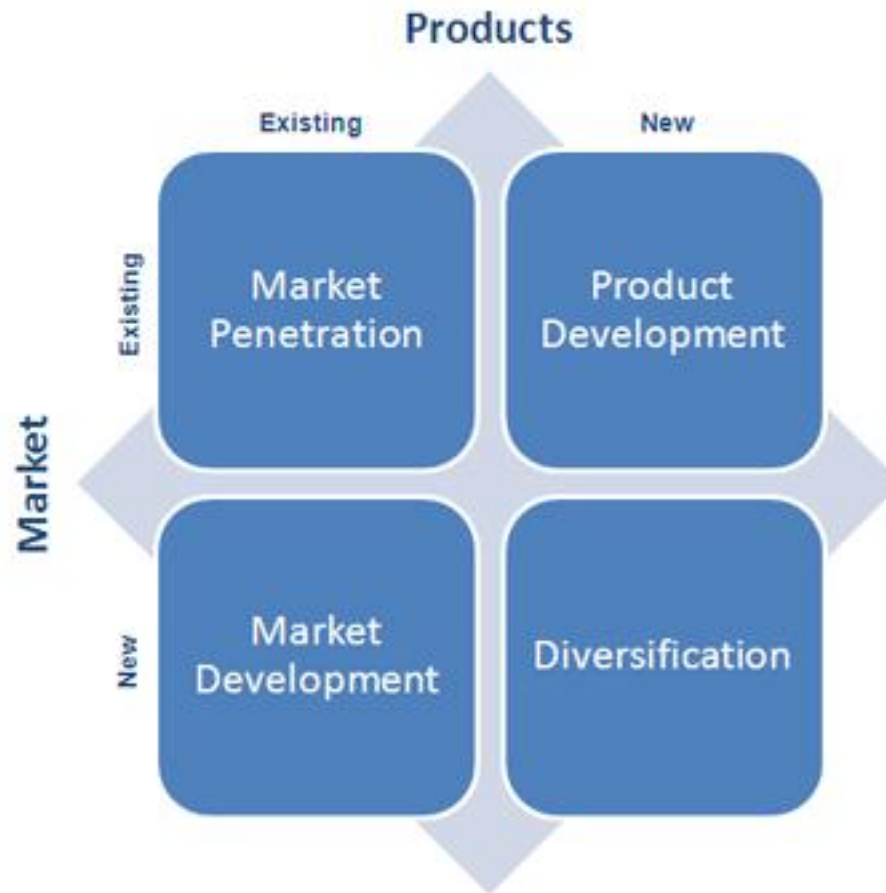 Products
Existing
New
Existing
Market
Penetration
Product
Development
Market
New
Market
Development
Diversification